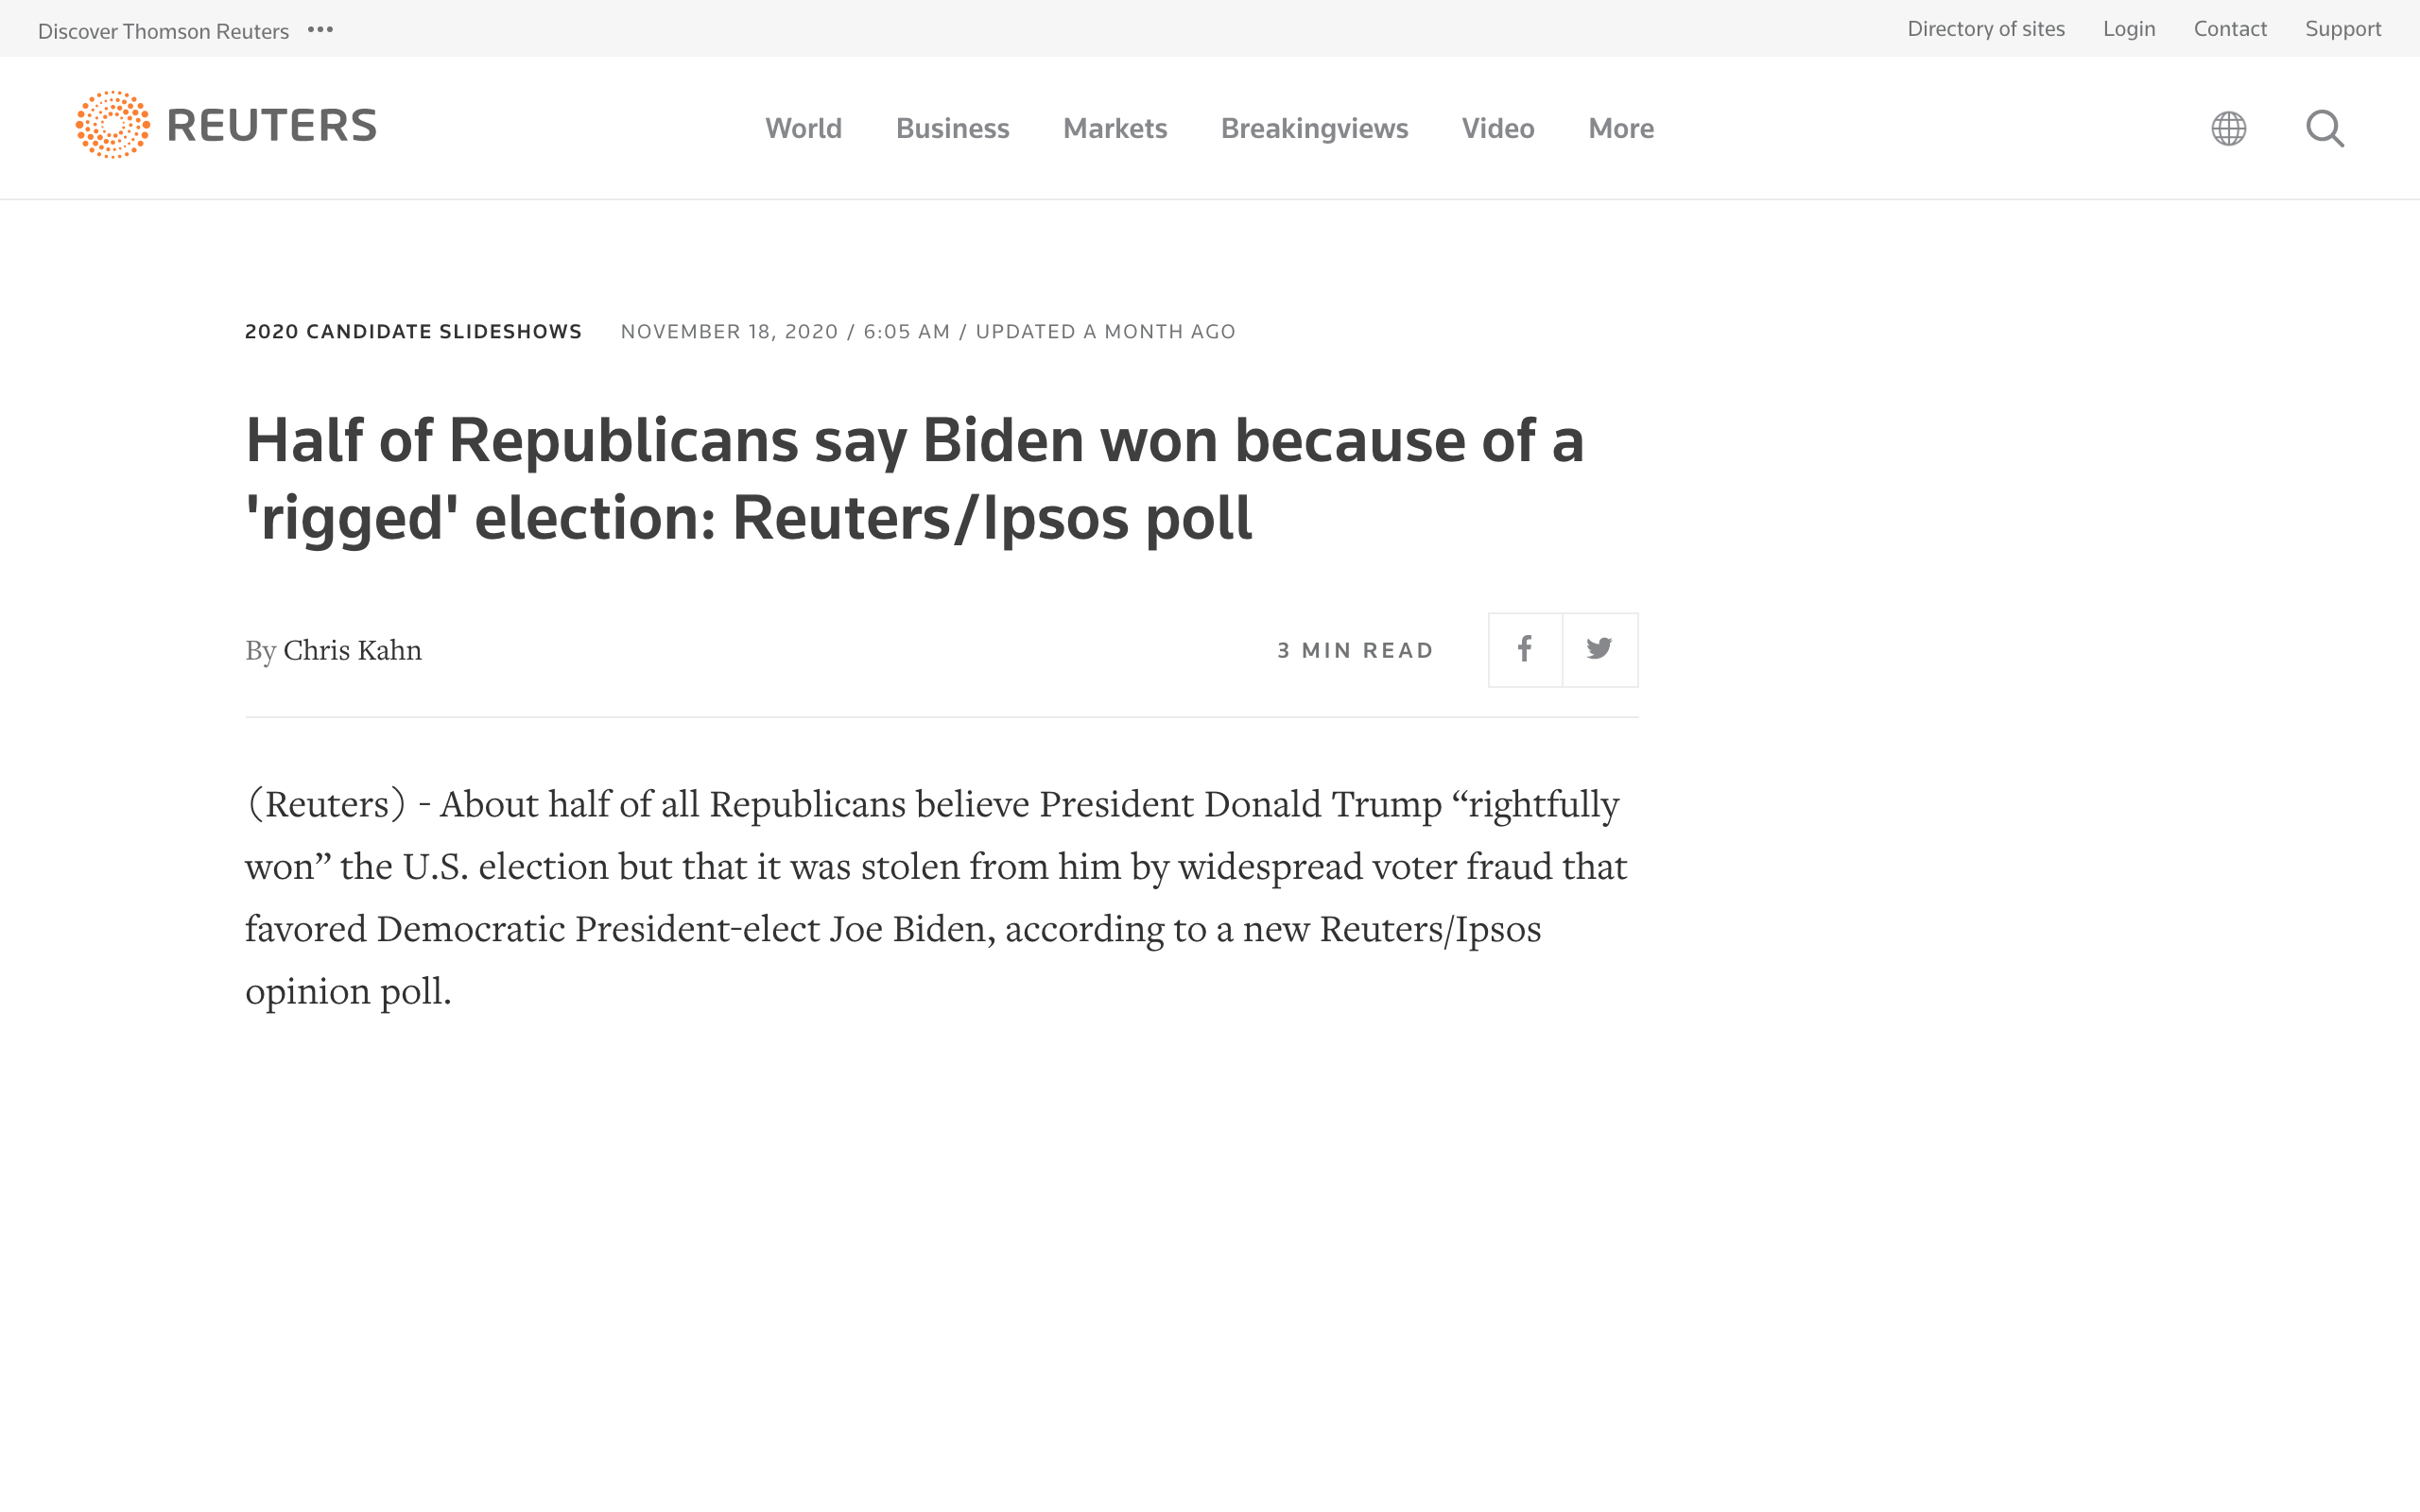 Discover Thomson Reuters •••
Directory of sites Login Contact Support
REUTERS
World Business Markets Breakingviews Video More
2020 CANDIDATE SLIDESHOWS NOVEMBER 18, 2020 / 6:05 AM / UPDATED A MONTH AGO
Half of Republicans say Biden won because of a
'rigged' election: Reuters/Ipsos poll
By Chris Kahn
3 MIN READ
(Reuters) - About half of all Republicans believe President Donald Trump “rightfully
won” the U.S. election but that it was stolen from him by widespread voter fraud that
favored Democratic President-elect Joe Biden, according to a new Reuters/Ipsos
opinion poll.